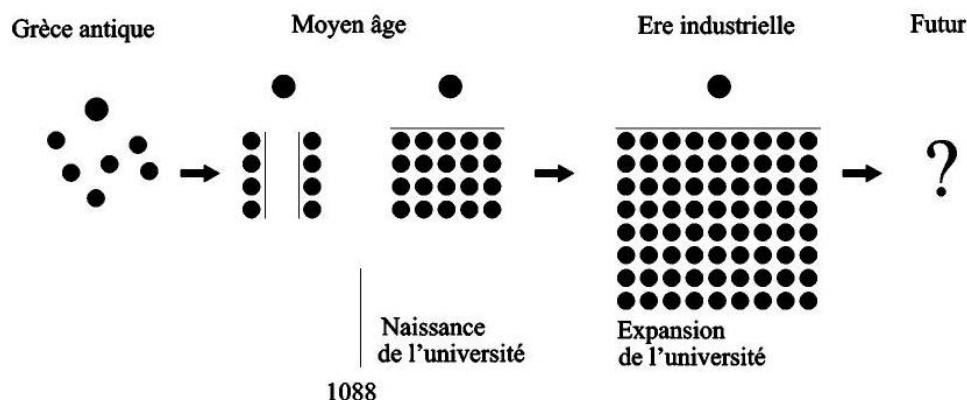 Grèce antique
Moyen âge
Ere industrielle
Futur
?
Naissance
de l'université
Expansion
de l'université
1088